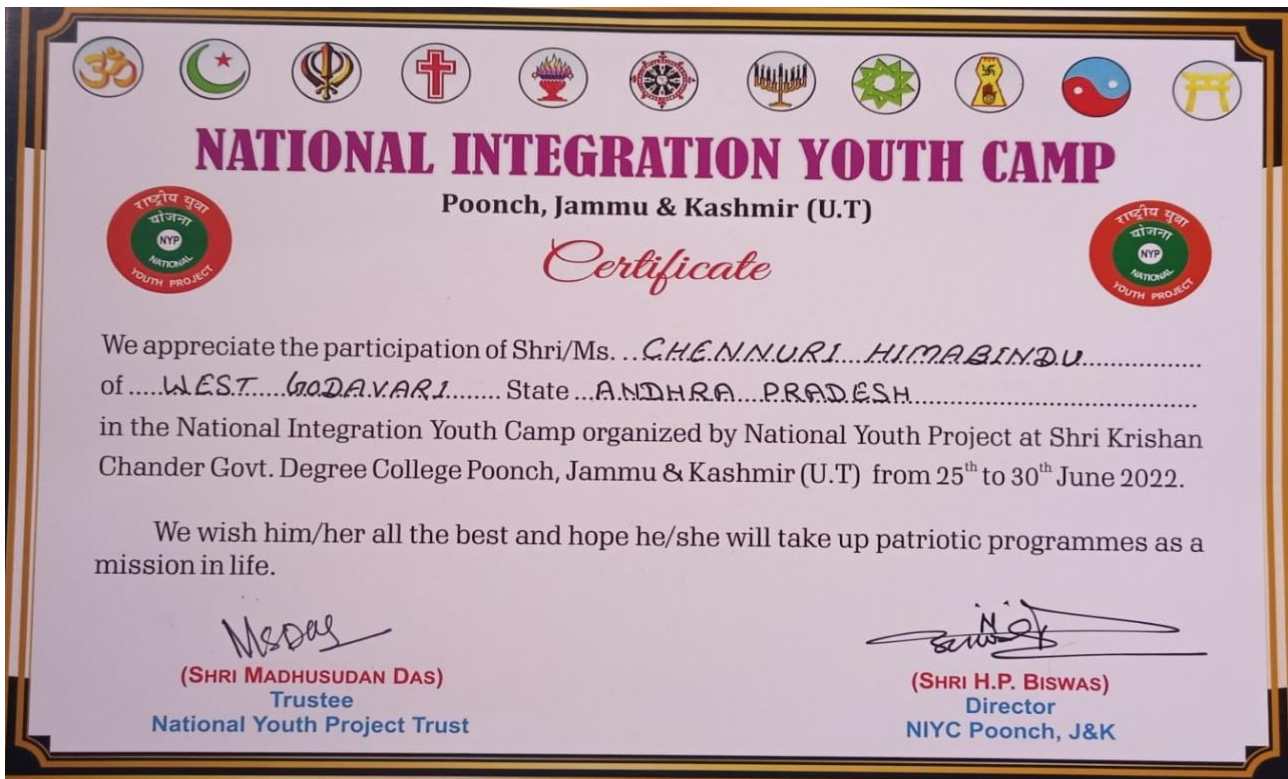 NATIONAL INTEGRATION YOUTH CAMP
Poonch, Jammu & Kashmir (U.T)
राष्ट्रीय युवा
योजना
NYP
NATIONAL
YOUTH PROJECT
Certificate
राष्ट्रीय युवा
योजना
NYP
NATIONAL
YOUTH PROJECT
We appreciate the participation of Shri/Ms... CHENNURI HIMABINDU
of ..... WEST GODAVARI ........ State ... ANDHRA PRADESH
in the National Integration Youth Camp organized by National Youth Project at Shri Krishan
Chander Govt. Degree College Poonch, Jammu & Kashmir (U.T) from 25th to 30th June 2022.
We wish him/her all the best and hope he/she will take up patriotic programmes as a
mission in life.
MSDas
(SHRI MADHUSUDAN DAS)
Trustee
National Youth Project Trust
(SHRI H.P. BISWAS)
Director
NIYC Poonch, J&K